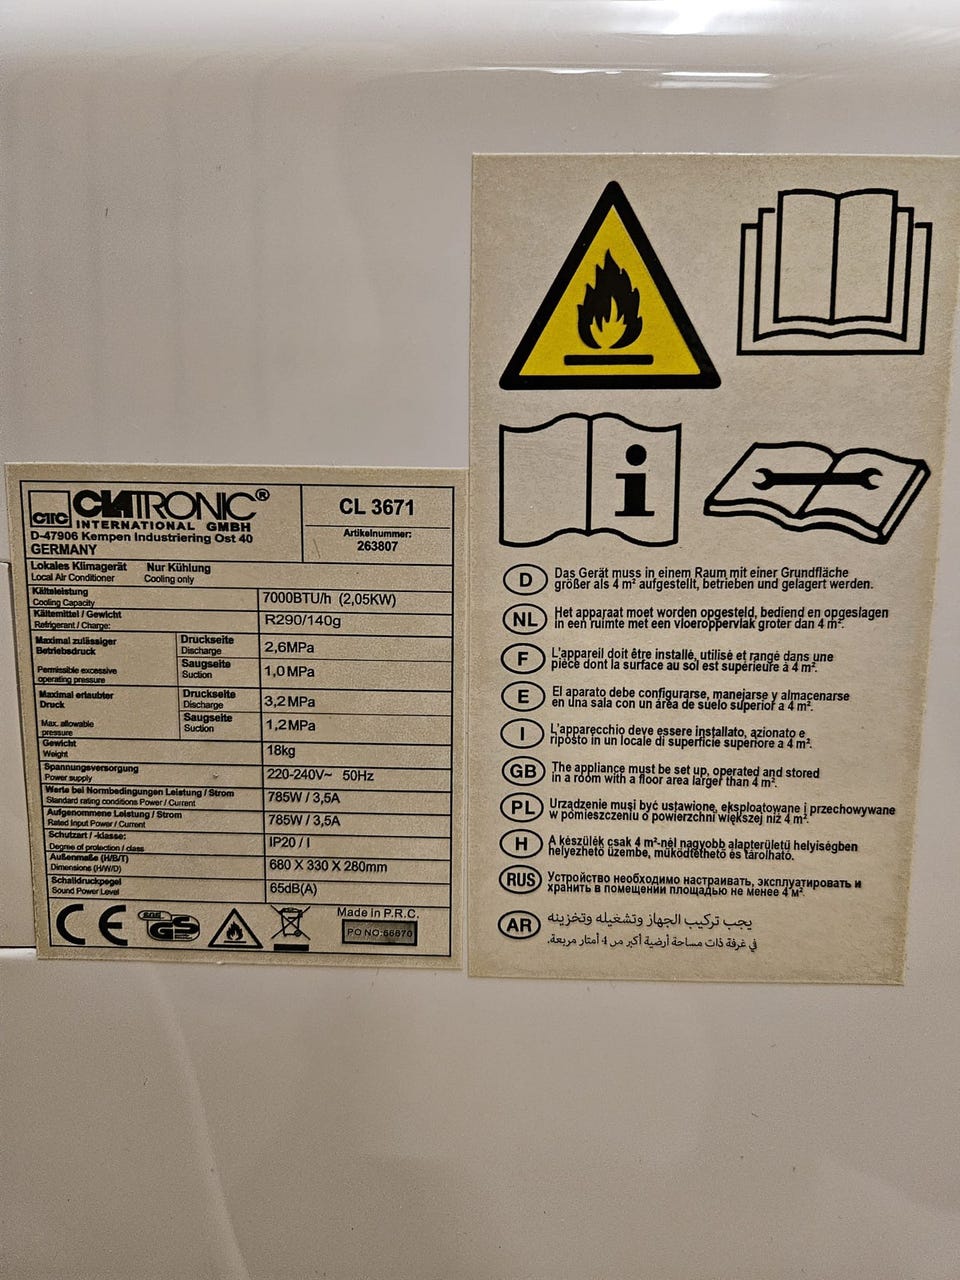 CTC CLATRONIC®
INTERNATIONAL GMBH
D-47906 Kempen Industriering Ost 40
GERMANY
CL 3671
Artikelnummer:
263807
Lokales Klimagerät Nur Kühlung
Local Air Conditioner Cooling only
Kälteleistung
Cooling Capacity
7000BTU/h (2,05KW)
Kältemittel / Gewicht
Refrigerant / Charge:
R290/140g
Maximal zulässiger
Betriebsdruck
Permissible excessive
operating pressure
Druckseite
Discharge
2,6MPa
Saugseite
Suction
1,0MPa
Maximal erlaubter
Druck
Max. allowable
pressure
Druckseite
Discharge
3,2MPa
Saugseite
Suction
1,2MPa
Gewicht
Weight
18kg
Spannungsversorgung
Power supply
220-240V~ 50Hz
Werte bei Normbedingungen Leistung / Strom
Standard rating conditions Power / Current
785W / 3,5A
Aufgenommene Leistung / Strom
Rated Input Power / Current
785W / 3,5A
Schutzart / -klasse:
Degree of protection / class
IP20 / I
Außenmaße (H/B/T)
Dimensions (H/W/D)
680 X 330 X 280mm
Schalldruckpegel
Sound Power Level
65dB(A)
CE GS
Made in P.R.C.
PO NO:66870
i
D Das Gerät muss in einem Raum mit einer Grundfläche
größer als 4 m² aufgestellt, betrieben und gelagert werden.
NL Het apparaat moet worden opgesteld, bediend en opgeslagen
in een ruimte met een vloeroppervlak groter dan 4 m².
F L'appareil doit être installé, utilisé et rangé dans une
pièce dont la surface au sol est supérieure à 4 m².
E El aparato debe configurarse, manejarse y almacenarse
en una sala con un área de suelo superior a 4 m².
I L'apparecchio deve essere installato, azionato e
riposto in un locale di superficie superiore a 4 m².
GB The appliance must be set up, operated and stored
in a room with a floor area larger than 4 m².
PL Urządzenie musi być ustawione, eksploatowane i przechowywane
w pomieszczeniu o powierzchni większej niż 4 m².
H A készülék csak 4 m²-nél nagyobb alapterületű helyiségben
helyezhető üzembe, működtethető és tárolható.
RUS Устройство необходимо настраивать, эксплуатировать и
хранить в помещении площадью не менее 4 м².
AR يجب تركيب الجهاز وتشغيله وتخزينه
في غرفة ذات مساحة أرضية أكبر من 4 أمتار مربعة.